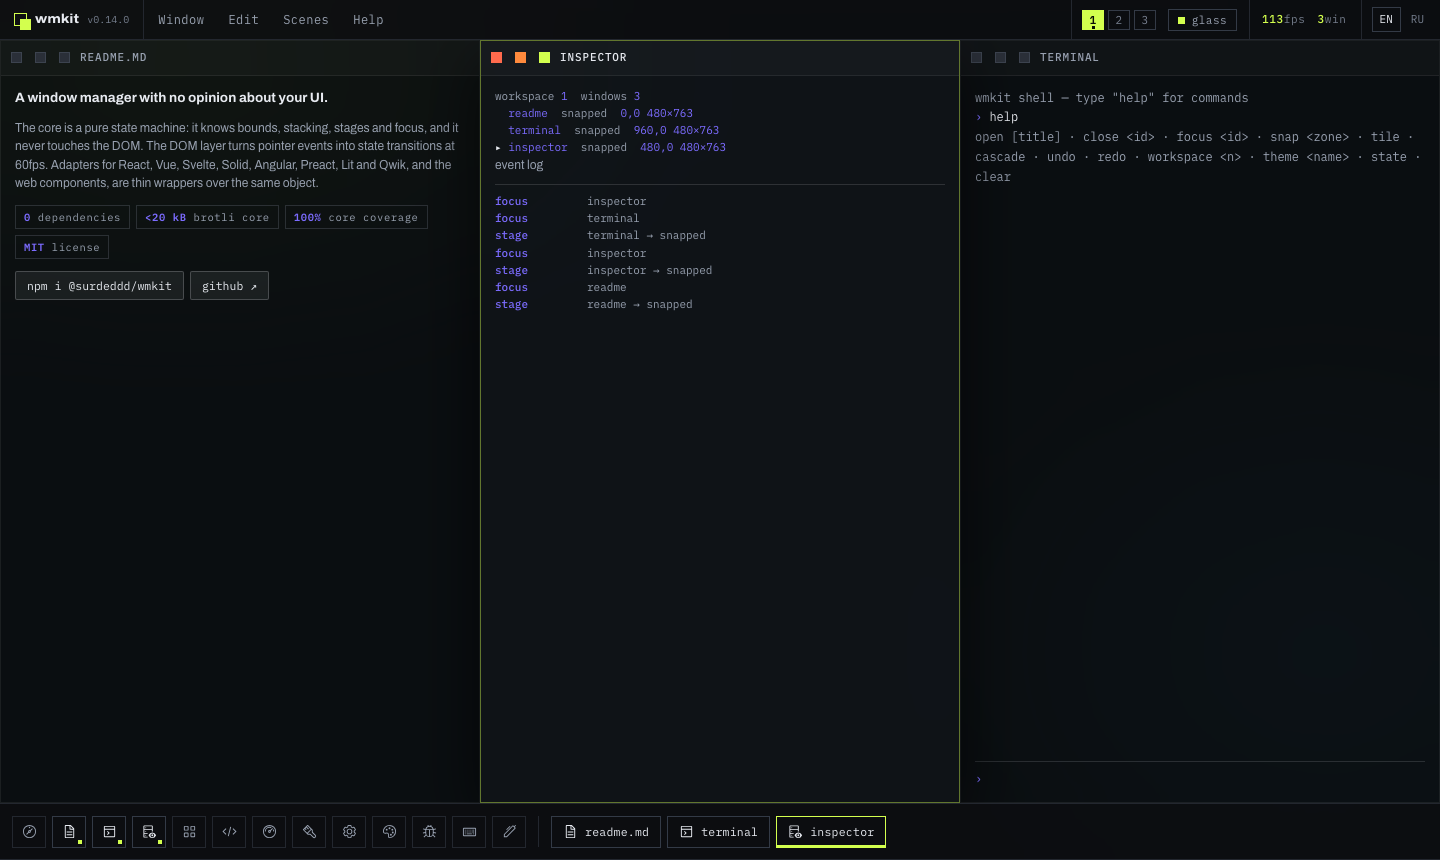 wmkit v0.14.0 Window Edit Scenes Help 1 2 3 glass 113fps 3win EN RU
README.MD
A window manager with no opinion about your UI.
The core is a pure state machine: it knows bounds, stacking, stages and focus, and it
never touches the DOM. The DOM layer turns pointer events into state transitions at
60fps. Adapters for React, Vue, Svelte, Solid, Angular, Preact, Lit and Qwik, and the
web components, are thin wrappers over the same object.
0 dependencies <20 kB brotli core 100% core coverage
MIT license
npm i @surdeddd/wmkit github ↗
INSPECTOR
workspace 1 windows 3
readme snapped 0,0 480×763
terminal snapped 960,0 480×763
▸ inspector snapped 480,0 480×763
event log
focus inspector
focus terminal
stage terminal → snapped
focus inspector
stage inspector → snapped
focus readme
stage readme → snapped
TERMINAL
wmkit shell — type "help" for commands
› help
open [title] · close <id> · focus <id> · snap <zone> · tile ·
cascade · undo · redo · workspace <n> · theme <name> · state ·
clear
›
readme.md terminal inspector